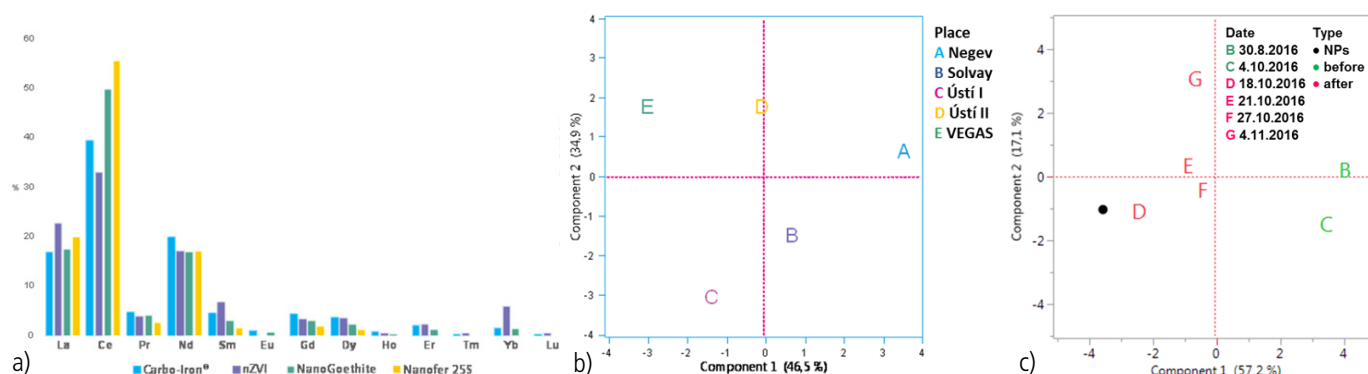 60
50
40
30
%
20
10
0
La Ce Pr Nd Sm Eu Gd Dy Ho Er Tm Yb Lu
Carbo-Iron® nZVI NanoGoethite Nanofer 255
a)
4
3
2
1
0
-1
-2
-3
-4
Component 2 (34,9 %)
E
D
A
B
C
-4 -3 -2 -1 0 1 2 3 4
Component 1 (46,5 %)
Place
A Negev
B Solvay
C Ústí I
D Ústí II
E VEGAS
b)
4
2
0
-2
-4
Component 2 (17,1 %)
G
E
F
D
B
C
Date Type
B 30.8.2016 NPs
C 4.10.2016 before
D 18.10.2016 after
E 21.10.2016
F 27.10.2016
G 4.11.2016
-4 -2 0 2 4
Component 1 (57,2 %)
c)